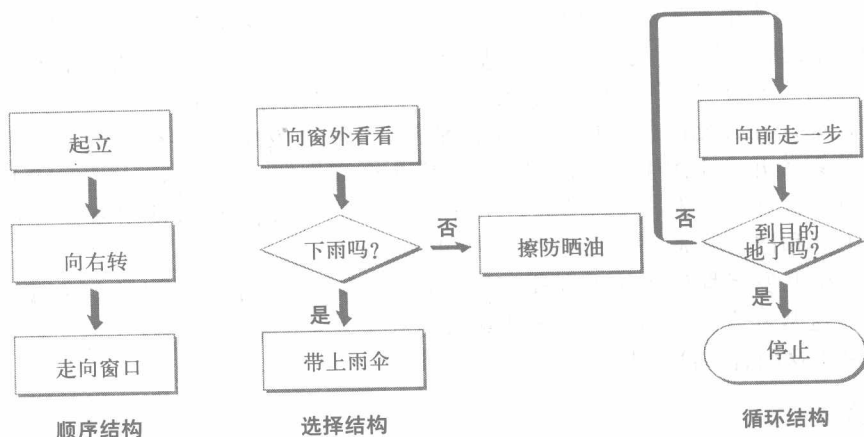 起立
向右转
走向窗口
顺序结构
向窗外看看
下雨吗?
否
擦防晒油
是
带上雨伞
选择结构
向前走一步
否
到目的
地了吗?
是
停止
循环结构